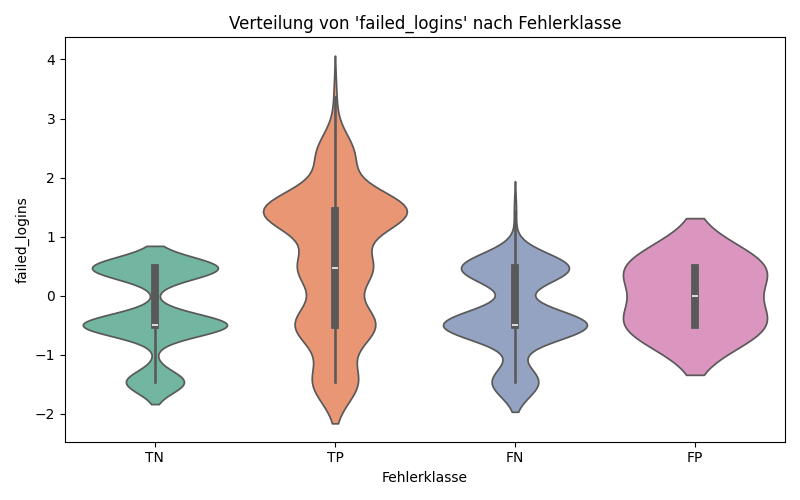 Verteilung von 'failed_logins' nach Fehlerklasse
failed_logins
4
3
2
1
0
−1
−2
TN
TP
FN
FP
Fehlerklasse